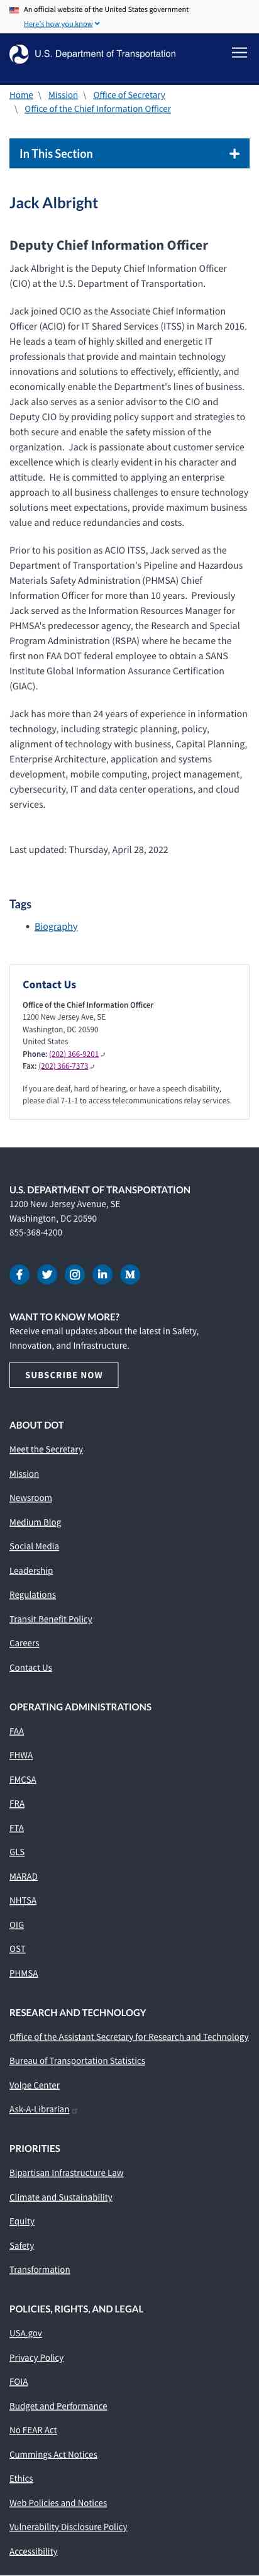 An official website of the United States government
Here's how you know
U.S. Department of Transportation
Home \ Mission \ Office of Secretary
\ Office of the Chief Information Officer
In This Section
Jack Albright
Deputy Chief Information Officer
Jack Albright is the Deputy Chief Information Officer
(CIO) at the U.S. Department of Transportation.
Jack joined OCIO as the Associate Chief Information
Officer (ACIO) for IT Shared Services (ITSS) in March 2016.
He leads a team of highly skilled and energetic IT
professionals that provide and maintain technology
innovations and solutions to effectively, efficiently, and
economically enable the Department's lines of business.
Jack also serves as a senior advisor to the CIO and
Deputy CIO by providing policy support and strategies to
both secure and enable the safety mission of the
organization.  Jack is passionate about customer service
excellence which is clearly evident in his character and
attitude.  He is committed to applying an enterprise
approach to all business challenges to ensure technology
solutions meet expectations, provide maximum business
value and reduce redundancies and costs.
Prior to his position as ACIO ITSS, Jack served as the
Department of Transportation's Pipeline and Hazardous
Materials Safety Administration (PHMSA) Chief
Information Officer for more than 10 years.  Previously
Jack served as the Information Resources Manager for
PHMSA's predecessor agency, the Research and Special
Program Administration (RSPA) where he became the
first non FAA DOT federal employee to obtain a SANS
Institute Global Information Assurance Certification
(GIAC).
Jack has more than 24 years of experience in information
technology, including strategic planning, policy,
alignment of technology with business, Capital Planning,
Enterprise Architecture, application and systems
development, mobile computing, project management,
cybersecurity, IT and data center operations, and cloud
services.
Last updated: Thursday, April 28, 2022
Tags
• Biography
Contact Us
Office of the Chief Information Officer
1200 New Jersey Ave, SE
Washington, DC 20590
United States
Phone: (202) 366-9201
Fax: (202) 366-7373
If you are deaf, hard of hearing, or have a speech disability,
please dial 7-1-1 to access telecommunications relay services.
U.S. DEPARTMENT OF TRANSPORTATION
1200 New Jersey Avenue, SE
Washington, DC 20590
855-368-4200
WANT TO KNOW MORE?
Receive email updates about the latest in Safety,
Innovation, and Infrastructure.
SUBSCRIBE NOW
ABOUT DOT
Meet the Secretary
Mission
Newsroom
Medium Blog
Social Media
Leadership
Regulations
Transit Benefit Policy
Careers
Contact Us
OPERATING ADMINISTRATIONS
FAA
FHWA
FMCSA
FRA
FTA
GLS
MARAD
NHTSA
OIG
OST
PHMSA
RESEARCH AND TECHNOLOGY
Office of the Assistant Secretary for Research and Technology
Bureau of Transportation Statistics
Volpe Center
Ask-A-Librarian
PRIORITIES
Bipartisan Infrastructure Law
Climate and Sustainability
Equity
Safety
Transformation
POLICIES, RIGHTS, AND LEGAL
USA.gov
Privacy Policy
FOIA
Budget and Performance
No FEAR Act
Cummings Act Notices
Ethics
Web Policies and Notices
Vulnerability Disclosure Policy
Accessibility